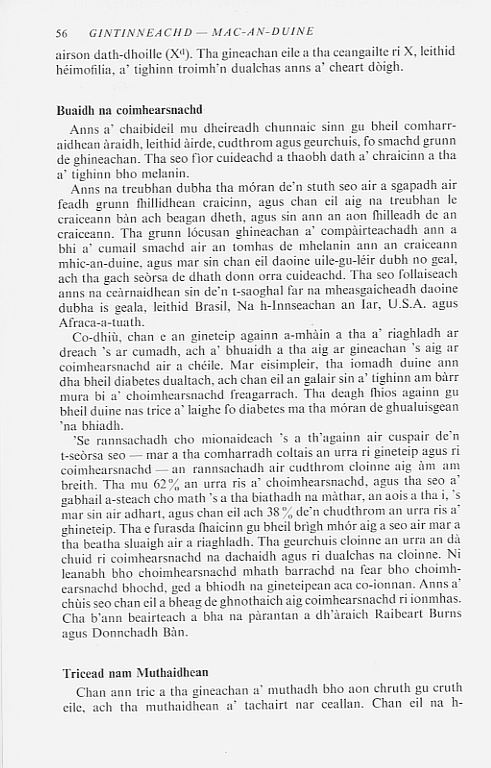 56 GINTINNEACHD — MAC-AN-DUINE
airson dath-dhoille (Xᵈ). Tha gineachan eile a tha ceangailte ri X, leithid
héimofilia, a' tighinn troimh'n dualchas anns a' cheart dòigh.
Buaidh na coimhearsnachd
Anns a' chaibideil mu dheireadh chunnaic sinn gu bheil comharr-
aidhean àraidh, leithid àirde, cudthrom agus geurchuis, fo smachd grunn
de ghineachan. Tha seo fìor cuideachd a thaobh dath a' chraicinn a tha
a' tighinn bho melanin.
Anns na treubhan dubha tha móran de'n stuth seo air a sgapadh air
feadh grunn fhillidhean craicinn, agus chan eil aig na treubhan le
craiceann bàn ach beagan dheth, agus sin ann an aon fhilleadh de an
craiceann. Tha grunn lócusan ghineachan a' compàirteachadh ann a
bhi a' cumail smachd air an tomhas de mhelanin ann an craiceann
mhic-an-duine, agus mar sin chan eil daoine uile-gu-léir dubh no geal,
ach tha gach seòrsa de dhath donn orra cuideachd. Tha seo follaiseach
anns na ceàrnaidhean sin de'n t-saoghal far na mheasgaicheadh daoine
dubha is geala, leithid Brasil, Na h-Innseachan an Iar, U.S.A. agus
Afraca-a-tuath.
Co-dhiù, chan e an gineteip againn a-mhàin a tha a' riaghladh ar
dreach 's ar cumadh, ach a' bhuaidh a tha aig ar gineachan 's aig ar
coimhearsnachd air a chéile. Mar eisimpleir, tha iomadh duine ann
dha bheil diabetes dualtach, ach chan eil an galair sin a' tighinn am bàrr
mura bi a' choimhearsnachd freagarrach. Tha deagh fhios againn gu
bheil duine nas trice a' laighe fo diabetes ma tha móran de ghualuisgean
'na bhiadh.
'Se rannsachadh cho mionaideach 's a th'againn air cuspair de'n
t-seòrsa seo — mar a tha comharradh coltais an urra ri gineteip agus ri
coimhearsnachd — an rannsachadh air cudthrom cloinne aig àm am
breith. Tha mu 62% an urra ris a' choimhearsnachd, agus tha seo a'
gabhail a-steach cho math 's a tha biathadh na màthar, an aois a tha i, 's
mar sin air adhart, agus chan eil ach 38% de'n chudthrom an urra ris a'
ghineteip. Tha e furasda fhaicinn gu bheil brìgh mhór aig a seo air mar a
tha beatha sluaigh air a riaghladh. Tha geurchuis cloinne an urra an dà
chuid ri coimhearsnachd na dachaidh agus ri dualchas na cloinne. Ni
leanabh bho choimhearsnachd mhath barrachd na fear bho choimh-
earsnachd bhochd, ged a bhiodh na gineteipean aca co-ionnan. Anns a'
chùis seo chan eil a bheag de ghnothaich aig coimhearsnachd ri ionmhas.
Cha b'ann beairteach a bha na pàrantan a dh'àraich Raibeart Burns
agus Donnchadh Bàn.
Tricead nam Muthaidhean
Chan ann tric a tha gineachan a' muthadh bho aon chruth gu cruth
eile, ach tha muthaidhean a' tachairt nar ceallan. Chan eil na h-